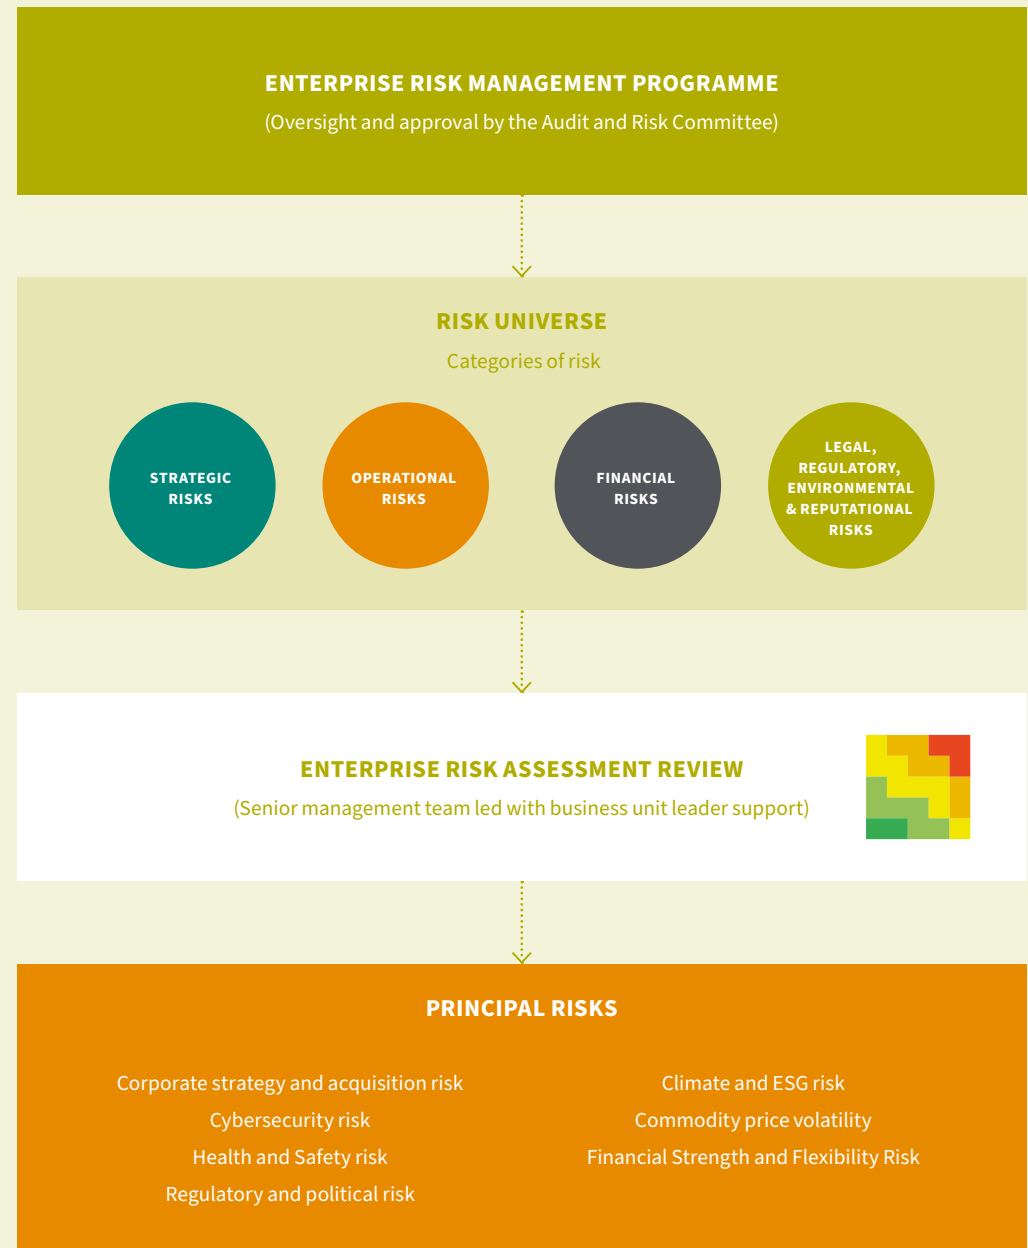 ENTERPRISE RISK MANAGEMENT PROGRAMME
(Oversight and approval by the Audit and Risk Committee)
RISK UNIVERSE
Categories of risk
STRATEGIC
RISKS
OPERATIONAL
RISKS
FINANCIAL
RISKS
LEGAL,
REGULATORY,
ENVIRONMENTAL
& REPUTATIONAL
RISKS
ENTERPRISE RISK ASSESSMENT REVIEW
(Senior management team led with business unit leader support)
PRINCIPAL RISKS
Corporate strategy and acquisition risk
Cybersecurity risk
Health and Safety risk
Regulatory and political risk
Climate and ESG risk
Commodity price volatility
Financial Strength and Flexibility Risk